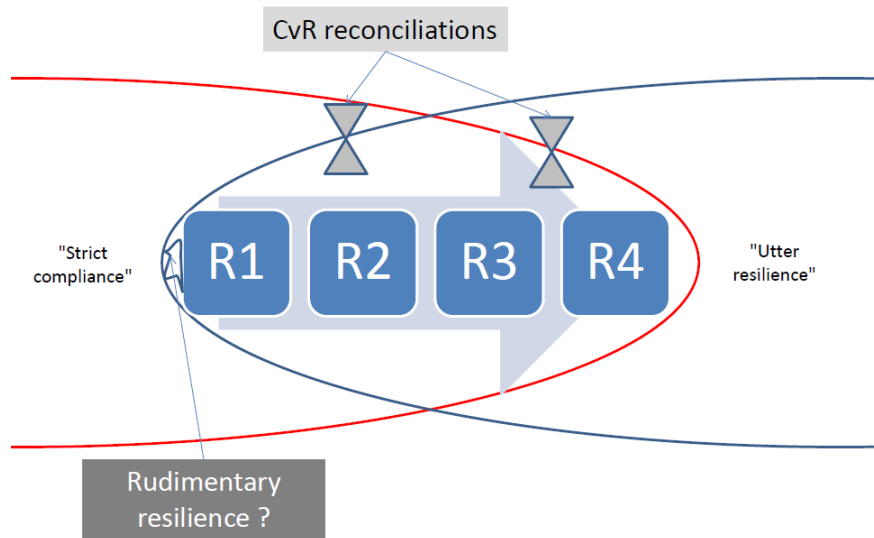 CvR reconciliations
"Strict
compliance"
R1
R2
R3
R4
"Utter
resilience"
Rudimentary
resilience ?